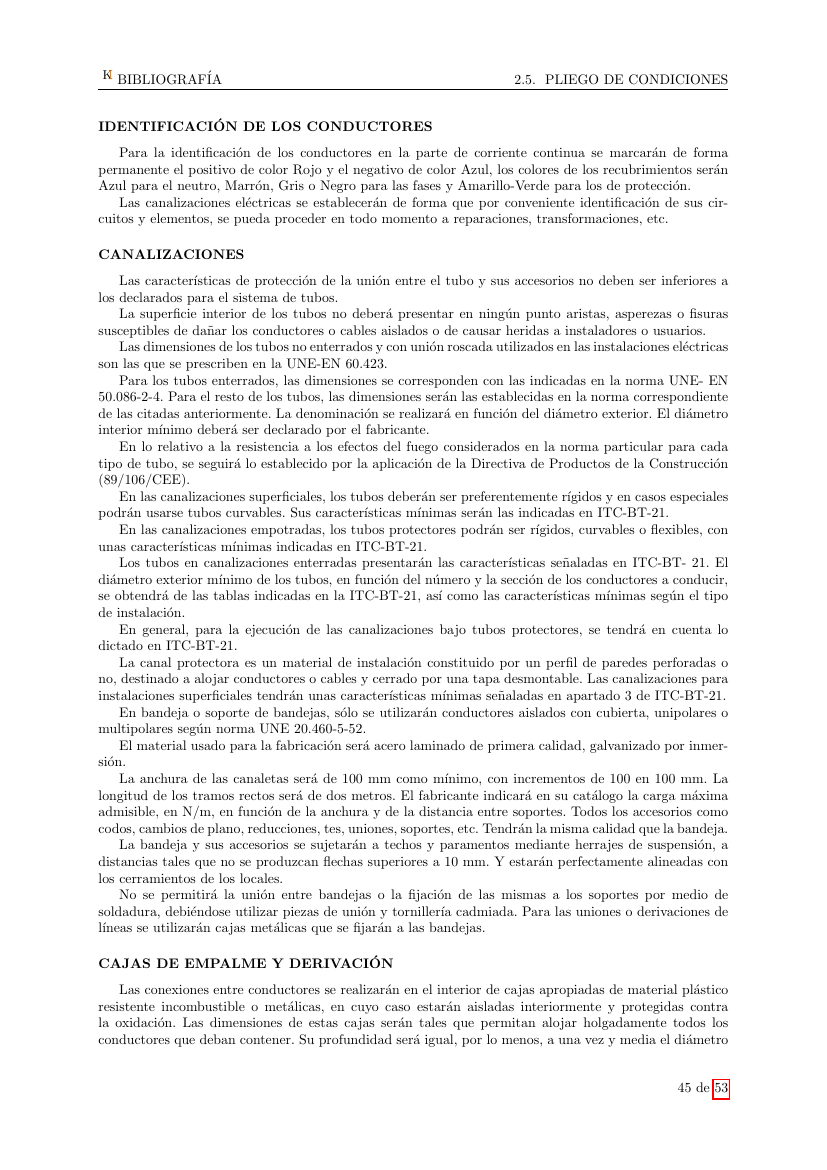 K BIBLIOGRAFÍA 2.5. PLIEGO DE CONDICIONES
IDENTIFICACIÓN DE LOS CONDUCTORES
Para la identificación de los conductores en la parte de corriente continua se marcarán de forma
permanente el positivo de color Rojo y el negativo de color Azul, los colores de los recubrimientos serán
Azul para el neutro, Marrón, Gris o Negro para las fases y Amarillo-Verde para los de protección.
Las canalizaciones eléctricas se establecerán de forma que por conveniente identificación de sus cir-
cuitos y elementos, se pueda proceder en todo momento a reparaciones, transformaciones, etc.
CANALIZACIONES
Las características de protección de la unión entre el tubo y sus accesorios no deben ser inferiores a
los declarados para el sistema de tubos.
La superficie interior de los tubos no deberá presentar en ningún punto aristas, asperezas o fisuras
susceptibles de dañar los conductores o cables aislados o de causar heridas a instaladores o usuarios.
Las dimensiones de los tubos no enterrados y con unión roscada utilizados en las instalaciones eléctricas
son las que se prescriben en la UNE-EN 60.423.
Para los tubos enterrados, las dimensiones se corresponden con las indicadas en la norma UNE- EN
50.086-2-4. Para el resto de los tubos, las dimensiones serán las establecidas en la norma correspondiente
de las citadas anteriormente. La denominación se realizará en función del diámetro exterior. El diámetro
interior mínimo deberá ser declarado por el fabricante.
En lo relativo a la resistencia a los efectos del fuego considerados en la norma particular para cada
tipo de tubo, se seguirá lo establecido por la aplicación de la Directiva de Productos de la Construcción
(89/106/CEE).
En las canalizaciones superficiales, los tubos deberán ser preferentemente rígidos y en casos especiales
podrán usarse tubos curvables. Sus características mínimas serán las indicadas en ITC-BT-21.
En las canalizaciones empotradas, los tubos protectores podrán ser rígidos, curvables o flexibles, con
unas características mínimas indicadas en ITC-BT-21.
Los tubos en canalizaciones enterradas presentarán las características señaladas en ITC-BT- 21. El
diámetro exterior mínimo de los tubos, en función del número y la sección de los conductores a conducir,
se obtendrá de las tablas indicadas en la ITC-BT-21, así como las características mínimas según el tipo
de instalación.
En general, para la ejecución de las canalizaciones bajo tubos protectores, se tendrá en cuenta lo
dictado en ITC-BT-21.
La canal protectora es un material de instalación constituido por un perfil de paredes perforadas o
no, destinado a alojar conductores o cables y cerrado por una tapa desmontable. Las canalizaciones para
instalaciones superficiales tendrán unas características mínimas señaladas en apartado 3 de ITC-BT-21.
En bandeja o soporte de bandejas, sólo se utilizarán conductores aislados con cubierta, unipolares o
multipolares según norma UNE 20.460-5-52.
El material usado para la fabricación será acero laminado de primera calidad, galvanizado por inmer-
sión.
La anchura de las canaletas será de 100 mm como mínimo, con incrementos de 100 en 100 mm. La
longitud de los tramos rectos será de dos metros. El fabricante indicará en su catálogo la carga máxima
admisible, en N/m, en función de la anchura y de la distancia entre soportes. Todos los accesorios como
codos, cambios de plano, reducciones, tes, uniones, soportes, etc. Tendrán la misma calidad que la bandeja.
La bandeja y sus accesorios se sujetarán a techos y paramentos mediante herrajes de suspensión, a
distancias tales que no se produzcan flechas superiores a 10 mm. Y estarán perfectamente alineadas con
los cerramientos de los locales.
No se permitirá la unión entre bandejas o la fijación de las mismas a los soportes por medio de
soldadura, debiéndose utilizar piezas de unión y tornillería cadmiada. Para las uniones o derivaciones de
líneas se utilizarán cajas metálicas que se fijarán a las bandejas.
CAJAS DE EMPALME Y DERIVACIÓN
Las conexiones entre conductores se realizarán en el interior de cajas apropiadas de material plástico
resistente incombustible o metálicas, en cuyo caso estarán aisladas interiormente y protegidas contra
la oxidación. Las dimensiones de estas cajas serán tales que permitan alojar holgadamente todos los
conductores que deban contener. Su profundidad será igual, por lo menos, a una vez y media el diámetro
45 de 53